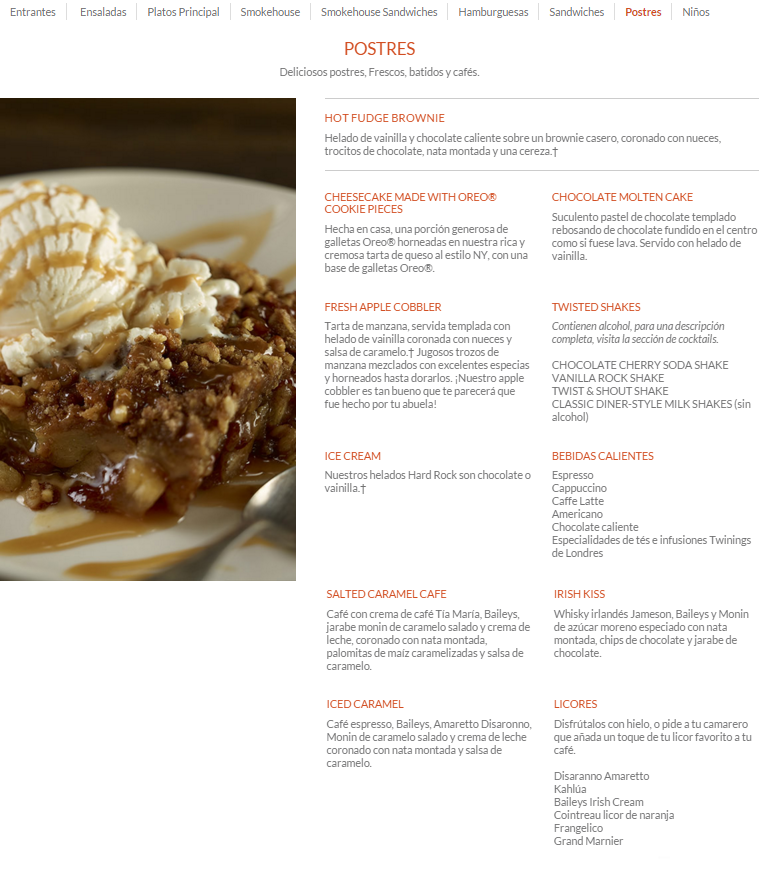 Entrantes
Ensaladas
Platos Principal
Smokehouse
Smokehouse Sandwiches
Hamburguesas
Sandwiches
Postres
Niños
POSTRES
Deliciosos postres, Frescos, batidos y cafés.
HOT FUDGE BROWNIE
Helado de vainilla y chocolate caliente sobre un brownie casero, coronado con nueces,
trocitos de chocolate, nata montada y una cereza.†
CHEESECAKE MADE WITH OREO®
COOKIE PIECES
Hecha en casa, una porción generosa de
galletas Oreo® horneadas en nuestra rica y
cremosa tarta de queso al estilo NY, con una
base de galletas Oreo®.
CHOCOLATE MOLTEN CAKE
Suculento pastel de chocolate templado
rebosando de chocolate fundido en el centro
como si fuese lava. Servido con helado de
vainilla.
FRESH APPLE COBBLER
Tarta de manzana, servida templada con
helado de vainilla coronada con nueces y
salsa de caramelo.† Jugosos trozos de
manzana mezclados con excelentes especias
y horneados hasta dorarlos. ¡Nuestro apple
cobbler es tan bueno que te parecerá que
fue hecho por tu abuela!
TWISTED SHAKES
Contienen alcohol, para una descripción
completa, visita la sección de cocktails.
CHOCOLATE CHERRY SODA SHAKE
VANILLA ROCK SHAKE
TWIST & SHOUT SHAKE
CLASSIC DINER-STYLE MILK SHAKES (sin
alcohol)
ICE CREAM
Nuestros helados Hard Rock son chocolate o
vainilla.†
BEBIDAS CALIENTES
Espresso
Cappuccino
Caffe Latte
Americano
Chocolate caliente
Especialidades de tés e infusiones Twinings
de Londres
SALTED CARAMEL CAFE
Café con crema de café Tía María, Baileys,
jarabe monin de caramelo salado y crema de
leche, coronado con nata montada,
palomitas de maíz caramelizadas y salsa de
caramelo.
IRISH KISS
Whisky irlandés Jameson, Baileys y Monin
de azúcar moreno especiado con nata
montada, chips de chocolate y jarabe de
chocolate.
ICED CARAMEL
Café espresso, Baileys, Amaretto Disaronno,
Monin de caramelo salado y crema de leche
coronado con nata montada y salsa de
caramelo.
LICORES
Disfrútalos con hielo, o pide a tu camarero
que añada un toque de tu licor favorito a tu
café.
Disaranno Amaretto
Kahlúa
Baileys Irish Cream
Cointreau licor de naranja
Frangelico
Grand Marnier